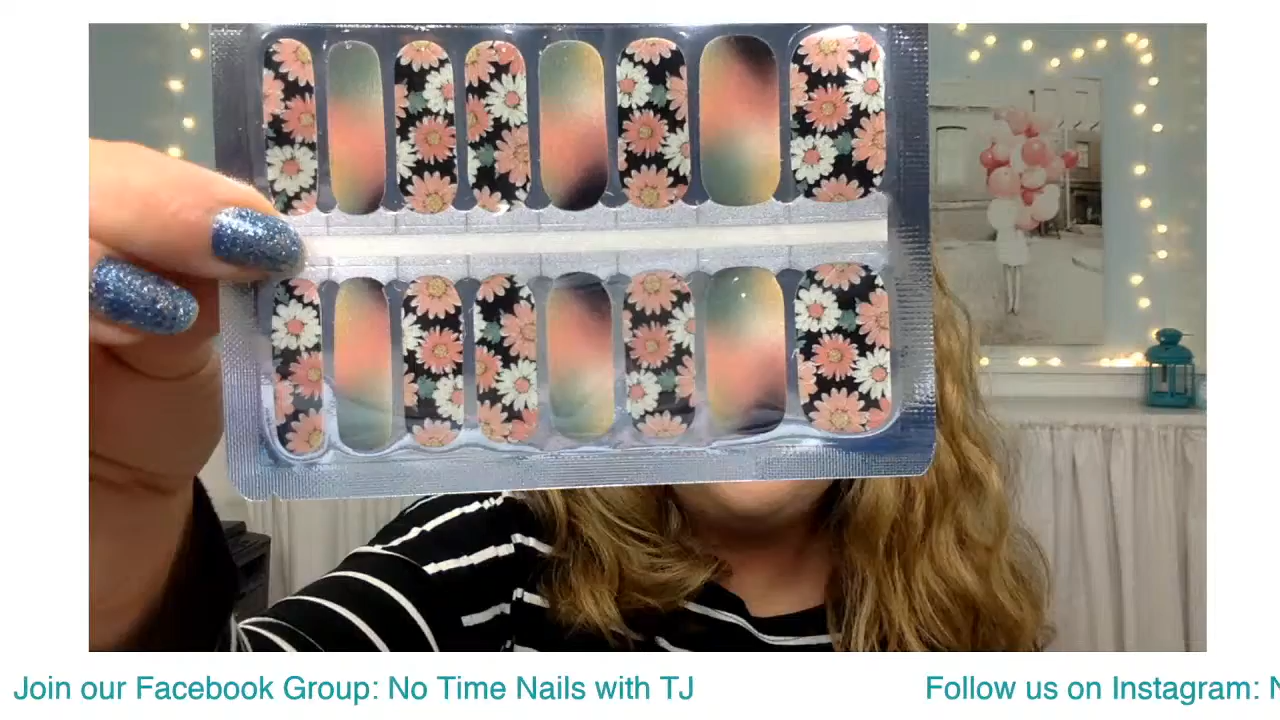 Join our Facebook Group: No Time Nails with TJ
Follow us on Instagram: